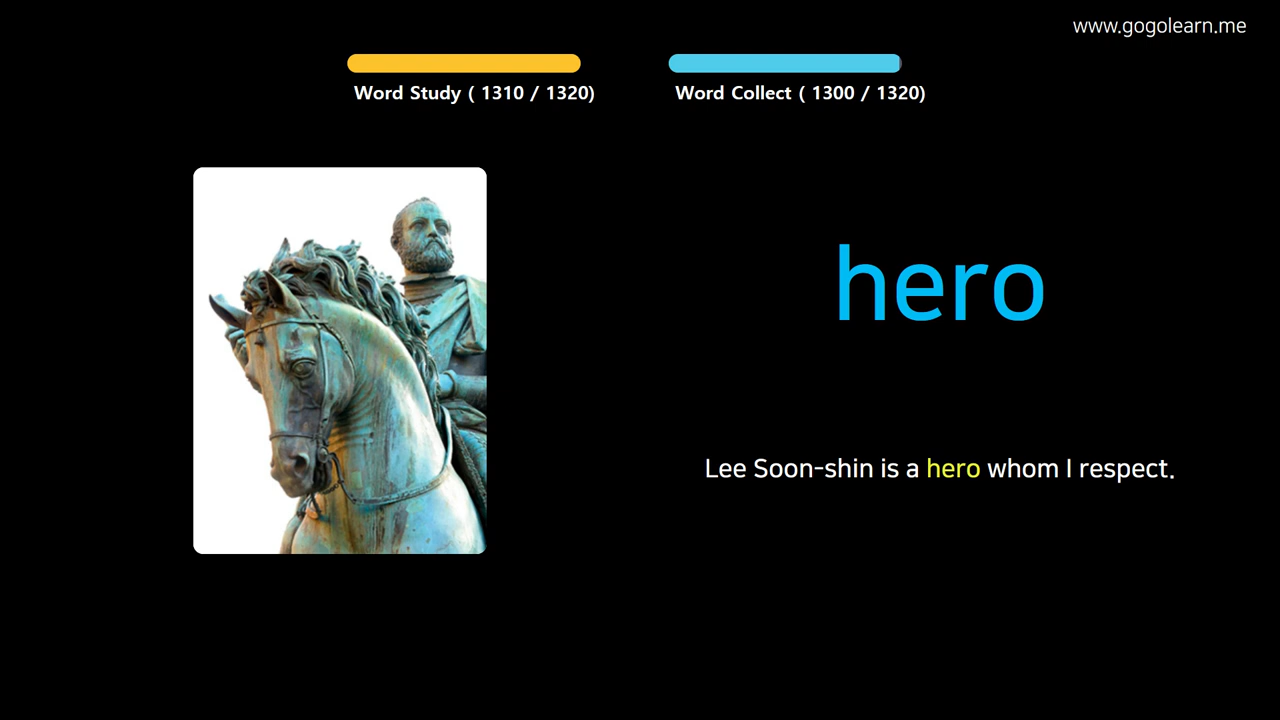 www.gogolearn.me
Word Study ( 1310 / 1320)
Word Collect ( 1300 / 1320)
hero
Lee Soon-shin is a hero whom I respect.